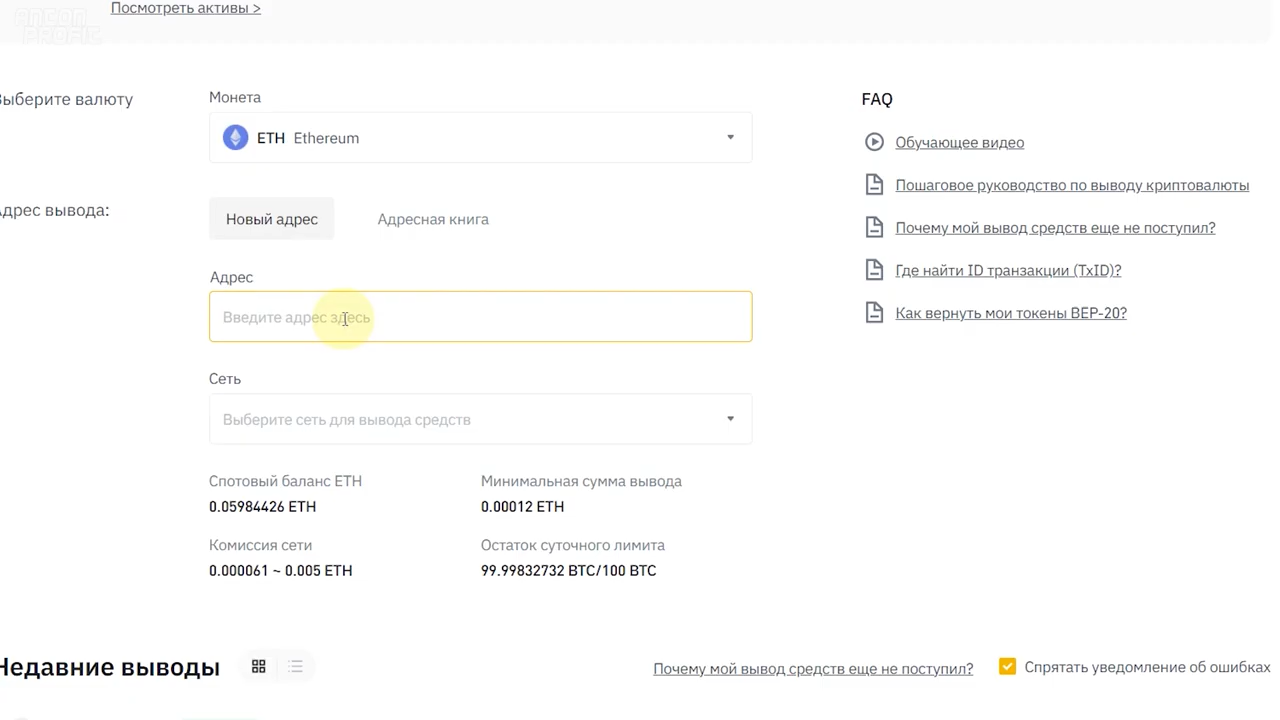 Посмотреть активы >
ANCAP PROFIT
Выберите валюту
Монета
FAQ
ETH Ethereum
Обучающее видео
Пошаговое руководство по выводу криптовалюты
Адрес вывода:
Новый адрес
Адресная книга
Почему мой вывод средств еще не поступил?
Адрес
Где найти ID транзакции (TxID)?
Введите адрес здесь
Как вернуть мои токены BEP-20?
Сеть
Выберите сеть для вывода средств
Спотовый баланс ETH
Минимальная сумма вывода
0.05984426 ETH
0.00012 ETH
Комиссия сети
Остаток суточного лимита
0.000061 ~ 0.005 ETH
99.99832732 BTC/100 BTC
Недавние выводы
Почему мой вывод средств еще не поступил?
Спрятать уведомление об ошибках